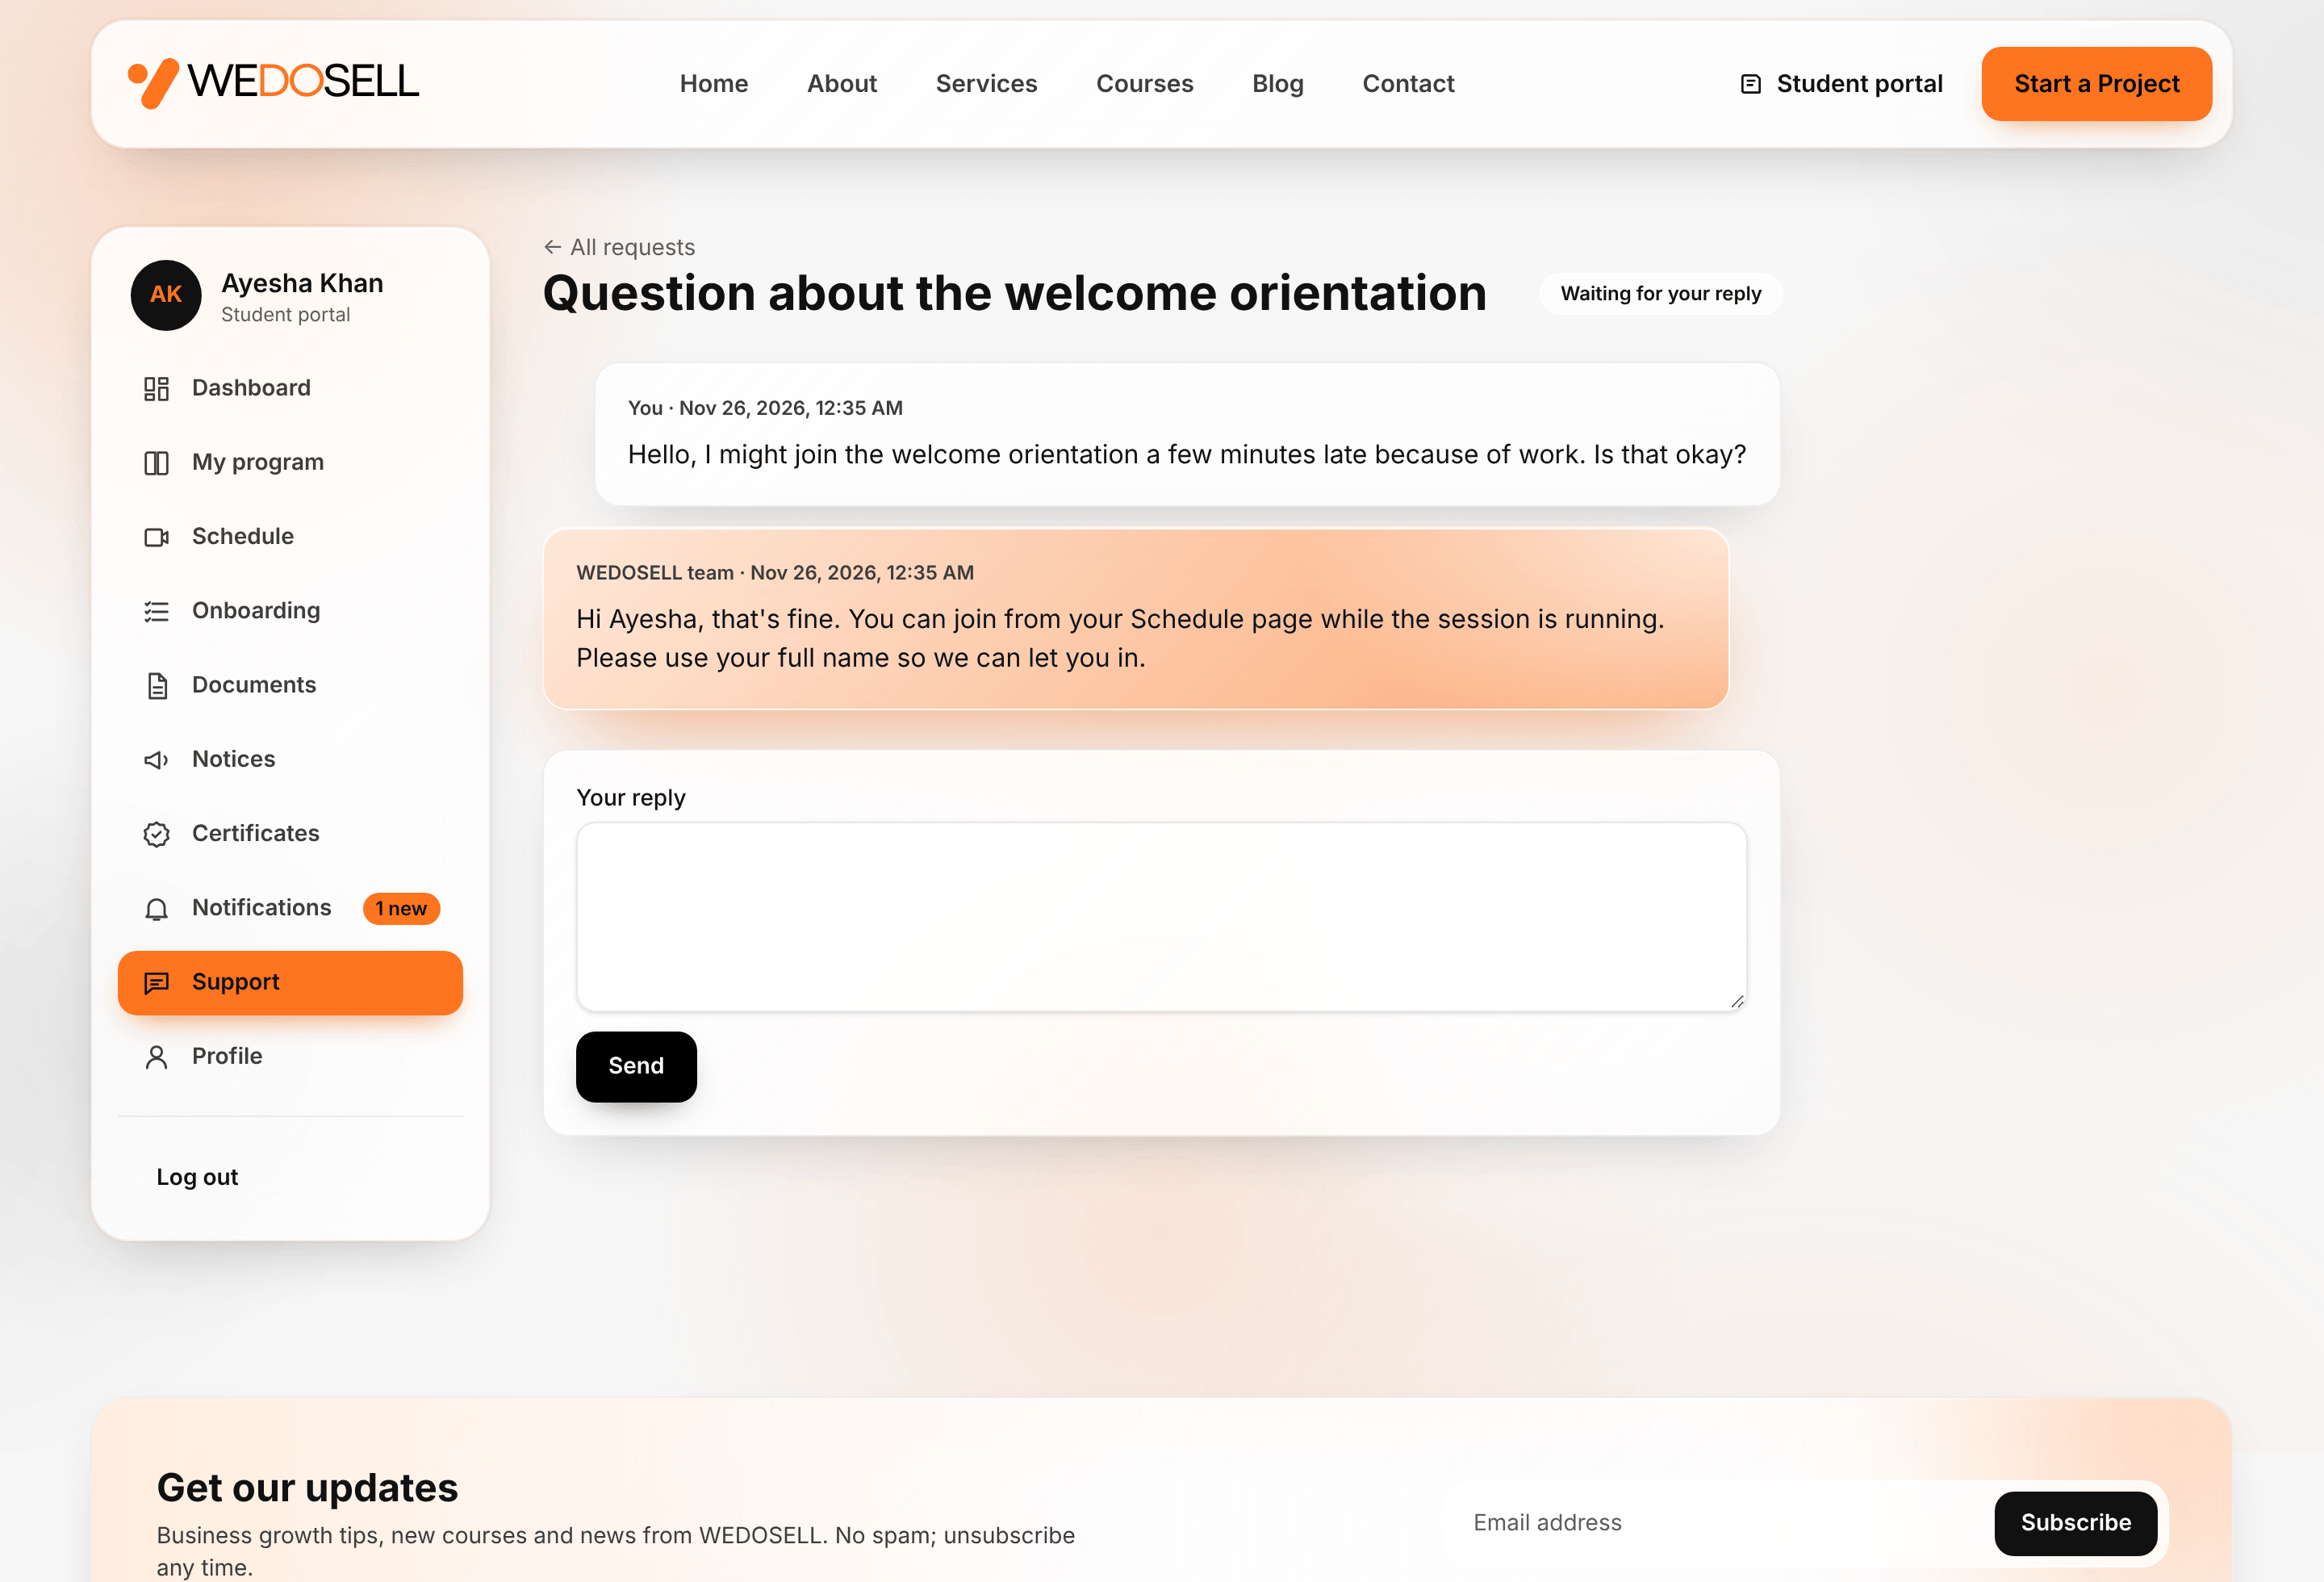 WEDOSELL
Home
About
Services
Courses
Blog
Contact
Student portal
Start a Project
AK
Ayesha Khan
Student portal
Dashboard
My program
Schedule
Onboarding
Documents
Notices
Certificates
Notifications
1 new
Support
Profile
Log out
← All requests
Question about the welcome orientation
Waiting for your reply
You · Nov 26, 2026, 12:35 AM
Hello, I might join the welcome orientation a few minutes late because of work. Is that okay?
WEDOSELL team · Nov 26, 2026, 12:35 AM
Hi Ayesha, that's fine. You can join from your Schedule page while the session is running.
Please use your full name so we can let you in.
Your reply
Send
Get our updates
Business growth tips, new courses and news from WEDOSELL. No spam; unsubscribe
any time.
Email address
Subscribe